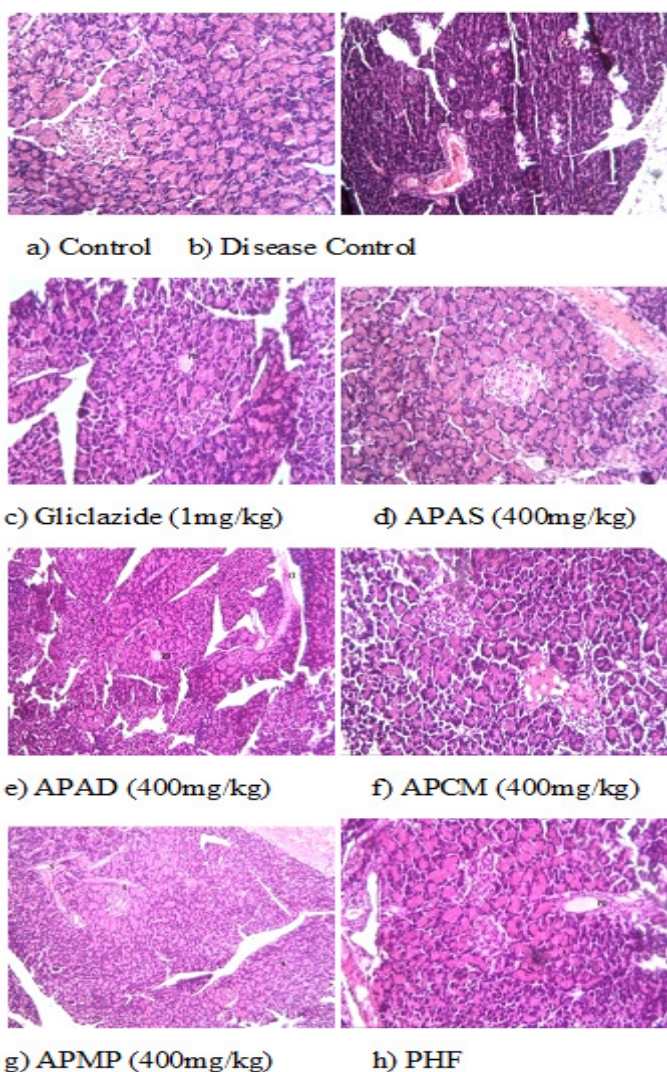 a) Control b) Disease Control
c) Gliclazide (1mg/kg) d) APAS (400mg/kg)
e) APAD (400mg/kg) f) APCM (400mg/kg)
g) APMP (400mg/kg) h) PHF